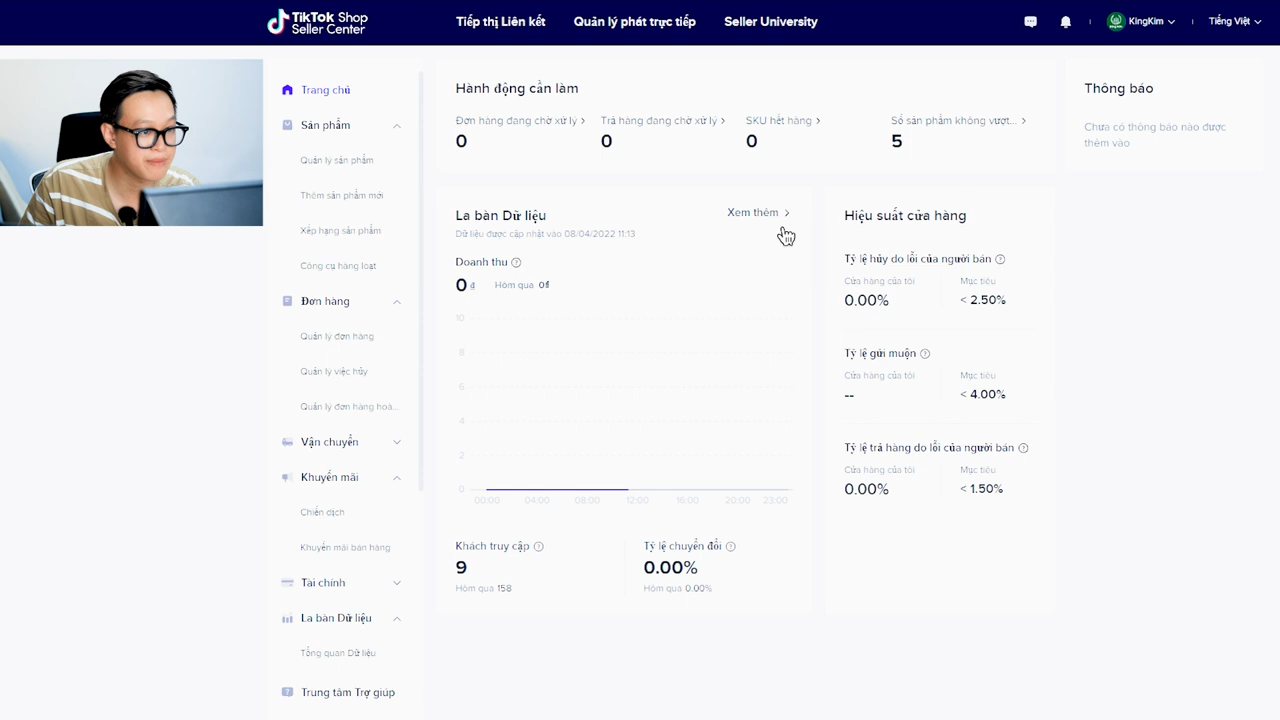 TikTok Shop
Seller Center
Tiếp thị Liên kết
Quản lý phát trực tiếp
Seller University
KingKim
Tiếng Việt
Trang chủ
Sản phẩm
Quản lý sản phẩm
Thêm sản phẩm mới
Xếp hạng sản phẩm
Công cụ hàng loạt
Đơn hàng
Quản lý đơn hàng
Quản lý việc hủy
Quản lý đơn hàng hoà...
Vận chuyển
Khuyến mãi
Chiến dịch
Khuyến mãi bán hàng
Tài chính
La bàn Dữ liệu
Tổng quan Dữ liệu
Trung tâm Trợ giúp
Hành động cần làm
Đơn hàng đang chờ xử lý
0
Trả hàng đang chờ xử lý
0
SKU hết hàng
0
Số sản phẩm không vượt...
5
La bàn Dữ liệu
Xem thêm
Dữ liệu được cập nhật vào 08/04/2022 11:13
Doanh thu
0 ₫ Hôm qua 0₫
10
8
6
4
2
0
00:00 04:00 08:00 12:00 16:00 20:00 23:00
Khách truy cập
9
Hôm qua 158
Tỷ lệ chuyển đổi
0.00%
Hôm qua 0.00%
Hiệu suất cửa hàng
Tỷ lệ hủy do lỗi của người bán
Cửa hàng của tôi Mục tiêu
0.00% < 2.50%
Tỷ lệ gửi muộn
Cửa hàng của tôi Mục tiêu
-- < 4.00%
Tỷ lệ trả hàng do lỗi của người bán
Cửa hàng của tôi Mục tiêu
0.00% < 1.50%
Thông báo
Chưa có thông báo nào được
thêm vào